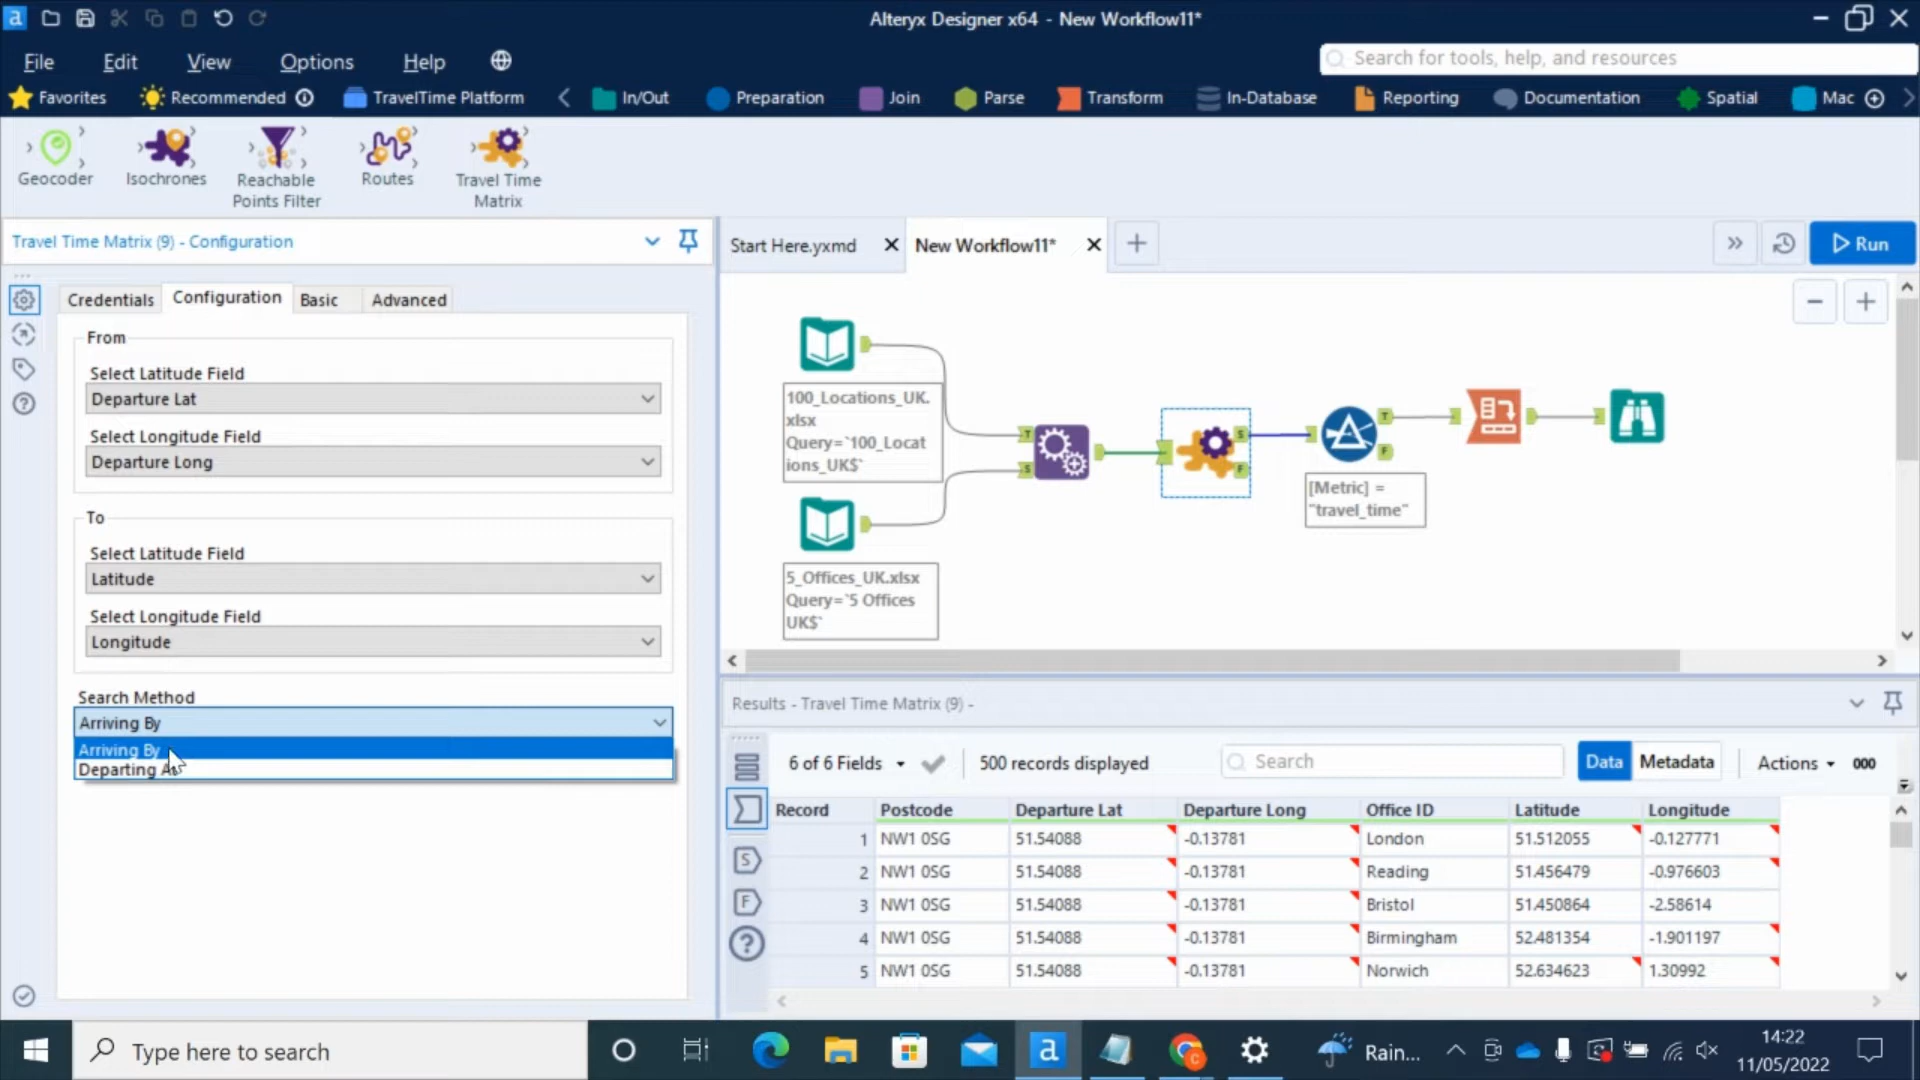 Alteryx Designer x64 - New Workflow11*
File Edit View Options Help
Search for tools, help, and resources
Favorites Recommended TravelTime Platform In/Out Preparation Join Parse Transform In-Database Reporting Documentation Spatial Mac
Geocoder Isochrones Reachable Points Filter Routes Travel Time Matrix
Travel Time Matrix (9) - Configuration
Start Here.yxmd New Workflow11*
Run
Credentials Configuration Basic Advanced
From
Select Latitude Field
Departure Lat
Select Longitude Field
Departure Long
To
Select Latitude Field
Latitude
Select Longitude Field
Longitude
Search Method
Arriving By
Arriving By
Departing At
100_Locations_UK.
xlsx
Query=`100_Locat
ions_UK$`
5_Offices_UK.xlsx
Query=`5 Offices
UK$`
T
S
S
F
T
F
[Metric] =
"travel_time"
Results - Travel Time Matrix (9) -
6 of 6 Fields 500 records displayed Search Data Metadata Actions 000
Record Postcode Departure Lat Departure Long Office ID Latitude Longitude
1 NW1 0SG 51.54088 -0.13781 London 51.512055 -0.127771
2 NW1 0SG 51.54088 -0.13781 Reading 51.456479 -0.976603
3 NW1 0SG 51.54088 -0.13781 Bristol 51.450864 -2.58614
4 NW1 0SG 51.54088 -0.13781 Birmingham 52.481354 -1.901197
5 NW1 0SG 51.54088 -0.13781 Norwich 52.634623 1.30992
S
F
Type here to search
a
Rain...
14:22
11/05/2022